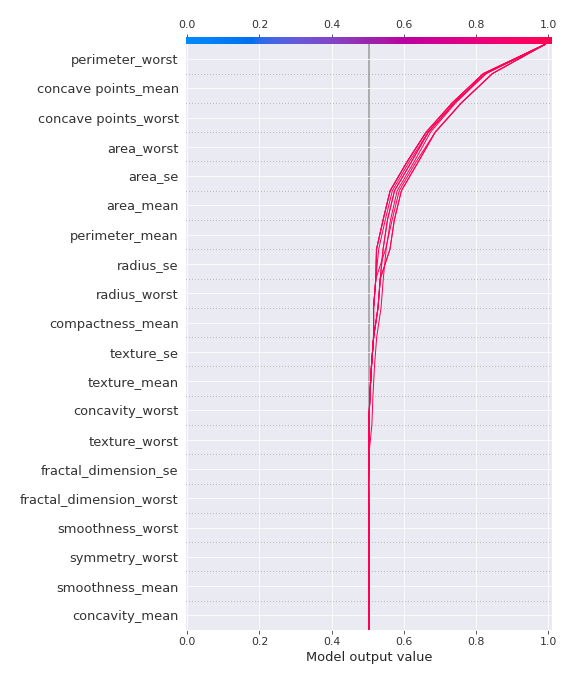 0.0 0.2 0.4 0.6 0.8 1.0
perimeter_worst
concave points_mean
concave points_worst
area_worst
area_se
area_mean
perimeter_mean
radius_se
radius_worst
compactness_mean
texture_se
texture_mean
concavity_worst
texture_worst
fractal_dimension_se
fractal_dimension_worst
smoothness_worst
symmetry_worst
smoothness_mean
concavity_mean
0.0 0.2 0.4 0.6 0.8 1.0
Model output value